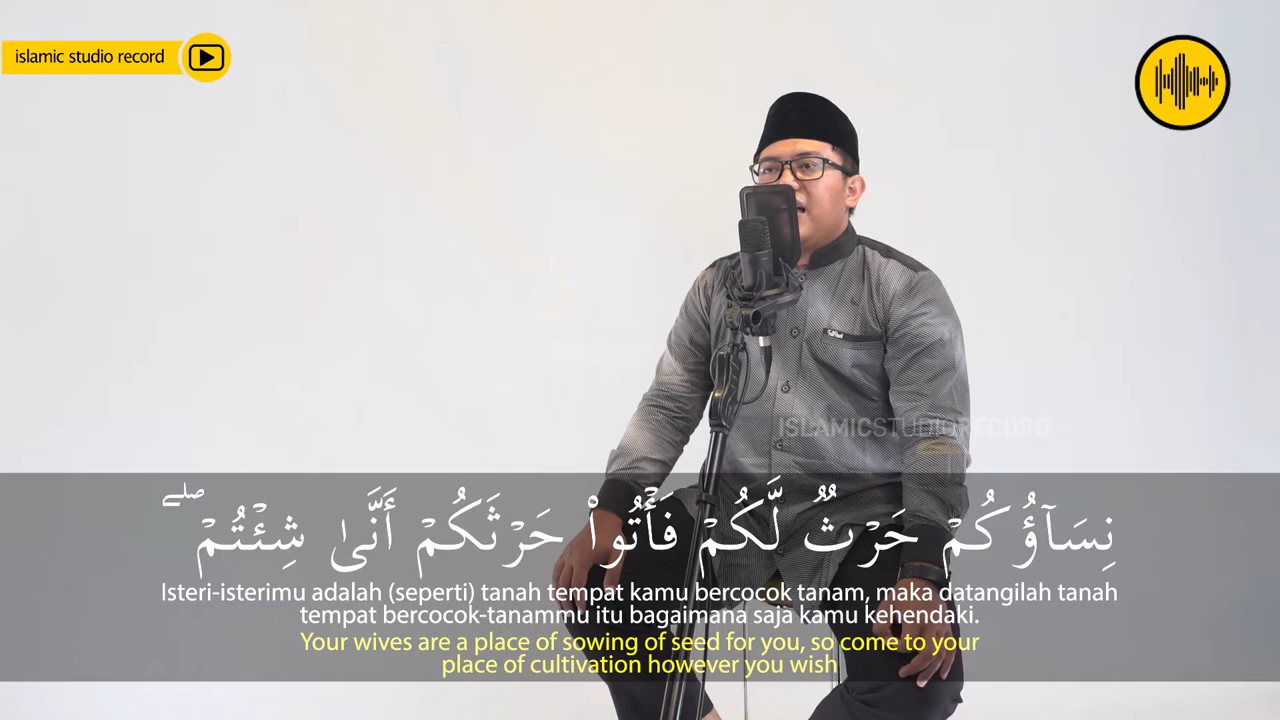 islamic studio record
ISLAMICSTUDIORECORD
نِسَآؤُكُمْ حَرْثٌ لَّكُمْ فَأْتُوا۟ حَرْثَكُمْ أَنَّىٰ شِئْتُمْ ۖ
Isteri-isterimu adalah (seperti) tanah tempat kamu bercocok tanam, maka datangilah tanah
tempat bercocok-tanammu itu bagaimana saja kamu kehendaki.
Your wives are a place of sowing of seed for you, so come to your
place of cultivation however you wish